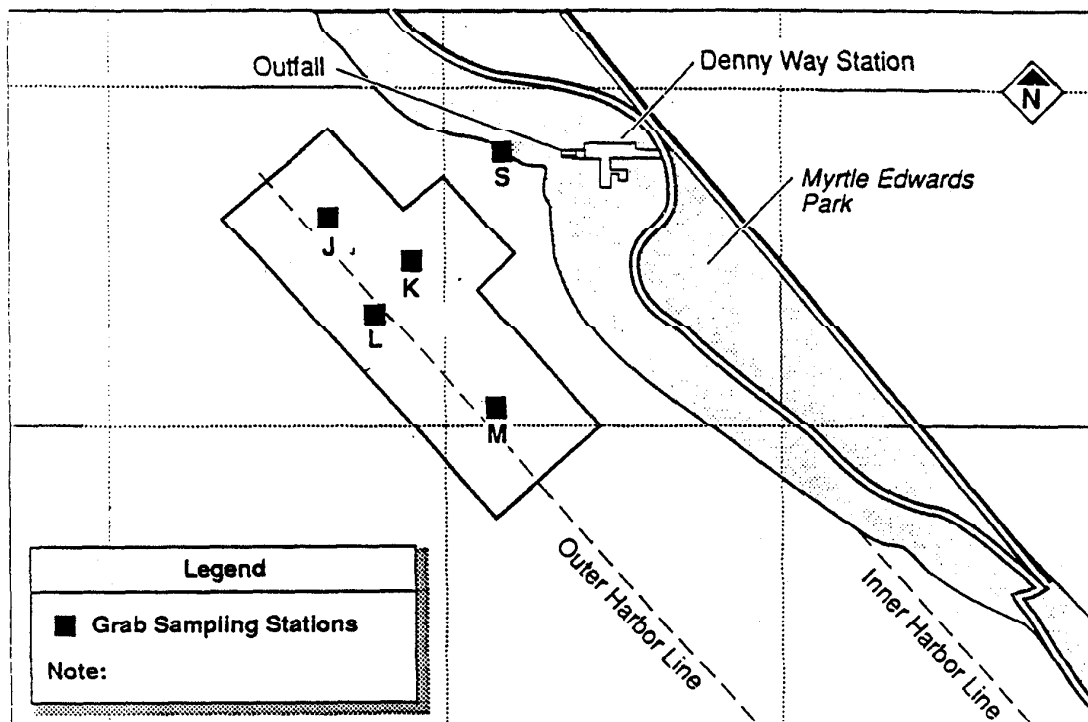 Outfall
Denny Way Station
N
S
Myrtle Edwards
Park
J
K
L
M
Outer Harbor Line
Inner Harbor Line
Legend
Grab Sampling Stations
Note: